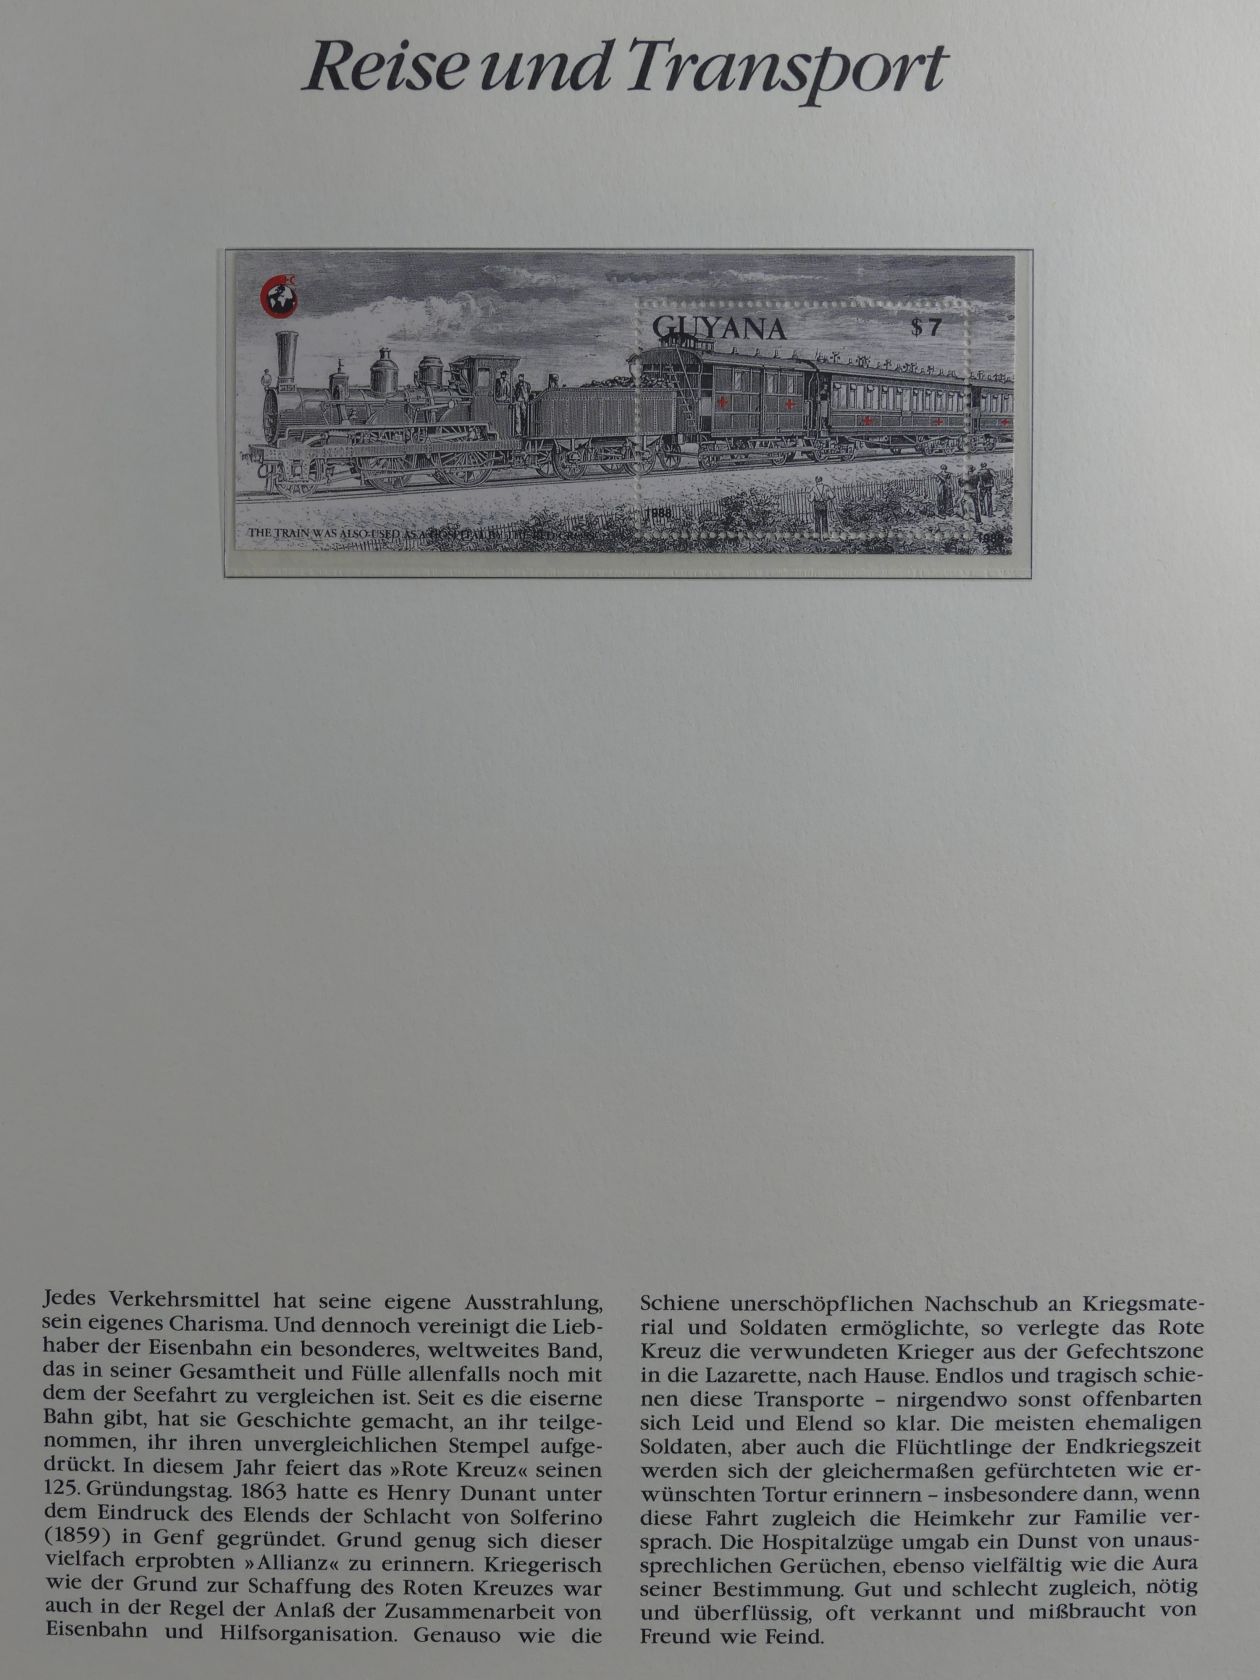 Reise und Transport
GUYANA
$ 7
1988
THE TRAIN WAS ALSO USED AS A HOSPITAL BY THE RED CROSS
1988
Jedes Verkehrsmittel hat seine eigene Ausstrahlung,
sein eigenes Charisma. Und dennoch vereinigt die Lieb-
haber der Eisenbahn ein besonderes, weltweites Band,
das in seiner Gesamtheit und Fülle allenfalls noch mit
dem der Seefahrt zu vergleichen ist. Seit es die eiserne
Bahn gibt, hat sie Geschichte gemacht, an ihr teilge-
nommen, ihr ihren unvergleichlichen Stempel aufge-
drückt. In diesem Jahr feiert das »Rote Kreuz« seinen
125. Gründungstag. 1863 hatte es Henry Dunant unter
dem Eindruck des Elends der Schlacht von Solferino
(1859) in Genf gegründet. Grund genug sich dieser
vielfach erprobten »Allianz« zu erinnern. Kriegerisch
wie der Grund zur Schaffung des Roten Kreuzes war
auch in der Regel der Anlaß der Zusammenarbeit von
Eisenbahn und Hilfsorganisation. Genauso wie die
Schiene unerschöpflichen Nachschub an Kriegsmate-
rial und Soldaten ermöglichte, so verlegte das Rote
Kreuz die verwundeten Krieger aus der Gefechtszone
in die Lazarette, nach Hause. Endlos und tragisch schie-
nen diese Transporte – nirgendwo sonst offenbarten
sich Leid und Elend so klar. Die meisten ehemaligen
Soldaten, aber auch die Flüchtlinge der Endkriegszeit
werden sich der gleichermaßen gefürchteten wie er-
wünschten Tortur erinnern – insbesondere dann, wenn
diese Fahrt zugleich die Heimkehr zur Familie ver-
sprach. Die Hospitalzüge umgab ein Dunst von unaus-
sprechlichen Gerüchen, ebenso vielfältig wie die Aura
seiner Bestimmung. Gut und schlecht zugleich, nötig
und überflüssig, oft verkannt und mißbraucht von
Freund wie Feind.